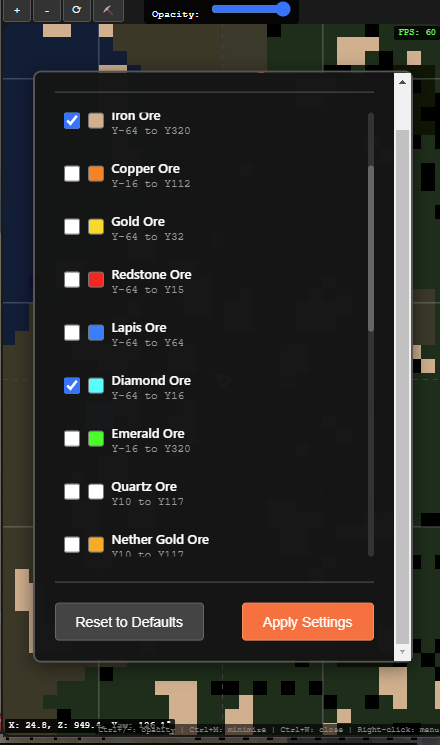 + - ⟳
Opacity:
FPS: 60
Iron Ore
Y-64 to Y320
Copper Ore
Y-16 to Y112
Gold Ore
Y-64 to Y32
Redstone Ore
Y-64 to Y15
Lapis Ore
Y-64 to Y64
Diamond Ore
Y-64 to Y16
Emerald Ore
Y-16 to Y320
Quartz Ore
Y10 to Y117
Nether Gold Ore
Y10 to Y117
Reset to Defaults Apply Settings
X: 24.8, Z: 949.4, Yaw:
Ctrl+/-: opacity | Ctrl+M: minimize | Ctrl+W: close | Right-click: menu